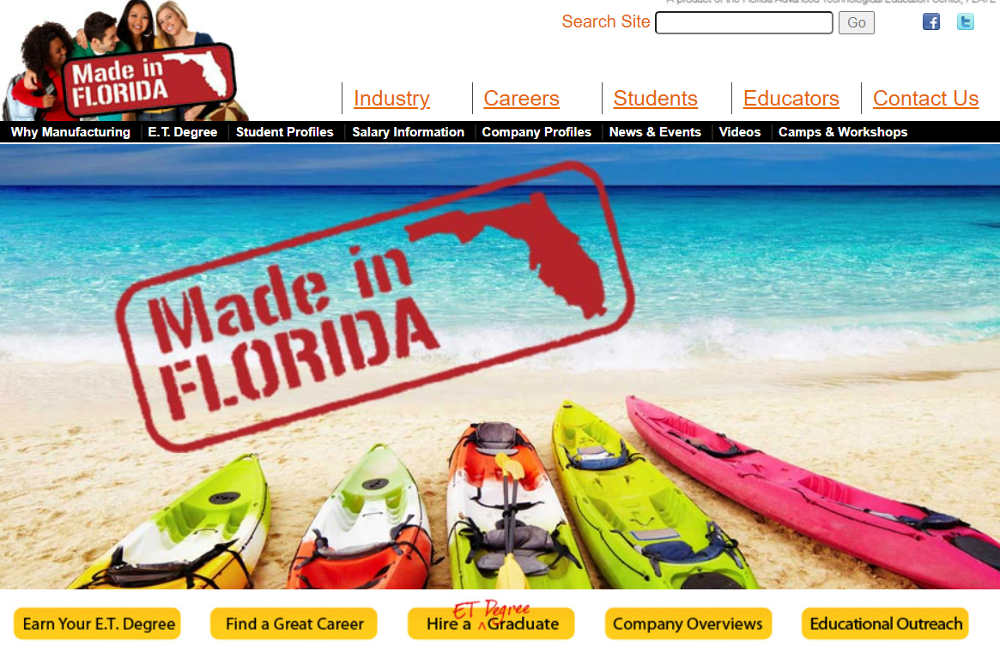 A product of the Florida Advanced Technological Education Center, FLATE
Search Site Go
Made in
FLORIDA
Industry
Careers
Students
Educators
Contact Us
Why Manufacturing
E.T. Degree
Student Profiles
Salary Information
Company Profiles
News & Events
Videos
Camps & Workshops
Made in
FLORIDA
Earn Your E.T. Degree
Find a Great Career
ET Degree
Hire a ^Graduate
Company Overviews
Educational Outreach